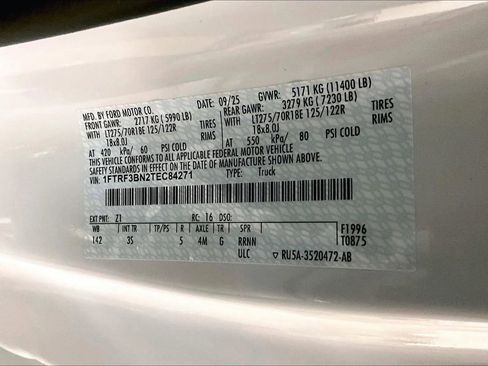 MFD. BY FORD MOTOR CO.
DATE: 09/25 GVWR: 5171 KG (11400 LB)
FRONT GAWR: 2717 KG (5990 LB) REAR GAWR: 3279 KG (7230 LB)
WITH LT275/70R18E 125/122R TIRES WITH LT275/70R18E 125/122R TIRES
18x8.0J RIMS 18x8.0J RIMS
AT 420 kPa/ 60 PSI COLD AT 550 kPa/ 80 PSI COLD
THIS VEHICLE CONFORMS TO ALL APPLICABLE FEDERAL MOTOR VEHICLE
SAFETY STANDARDS IN EFFECT ON THE DATE OF MANUFACTURE SHOWN ABOVE.
VIN: 1FTRF3BN2TEC84271 TYPE: Truck
EXT PNT: Z1 RC: 16 DSO:
WB INT TR TP/PS R AXLE TR SPR F1996
142 3S 5 4M G RRNN T0875
ULC ▽ RU5A-3520472-AB